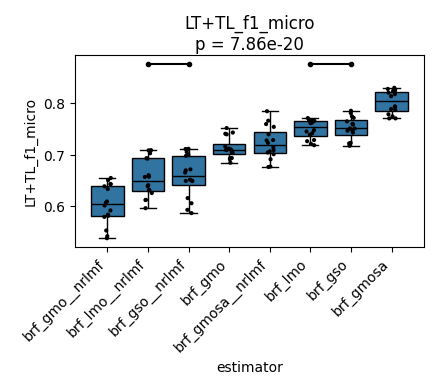 LT+TL_f1_micro
p = 7.86e-20
LT+TL_f1_micro
0.8
0.7
0.6
brf_gmo__nrlmf
brf_lmo__nrlmf
brf_gso__nrlmf
brf_gmo
brf_gmosa__nrlmf
brf_lmo
brf_gso
brf_gmosa
estimator